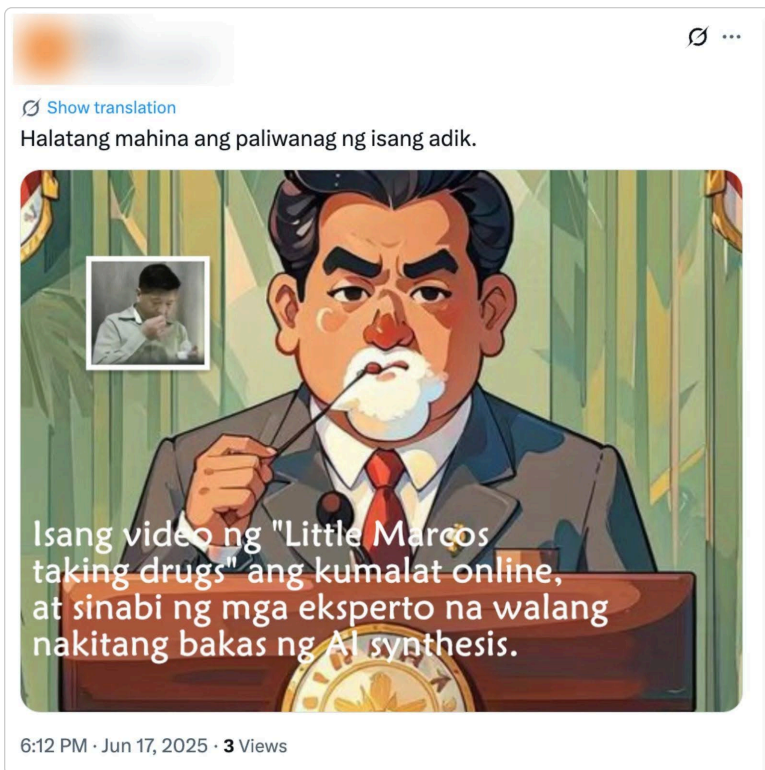 Show translation
Halatang mahina ang paliwanag ng isang adik.
Isang video ng "Little Marcos
taking drugs" ang kumalat online,
at sinabi ng mga eksperto na walang
nakitang bakas ng AI synthesis.
6:12 PM · Jun 17, 2025 · 3 Views